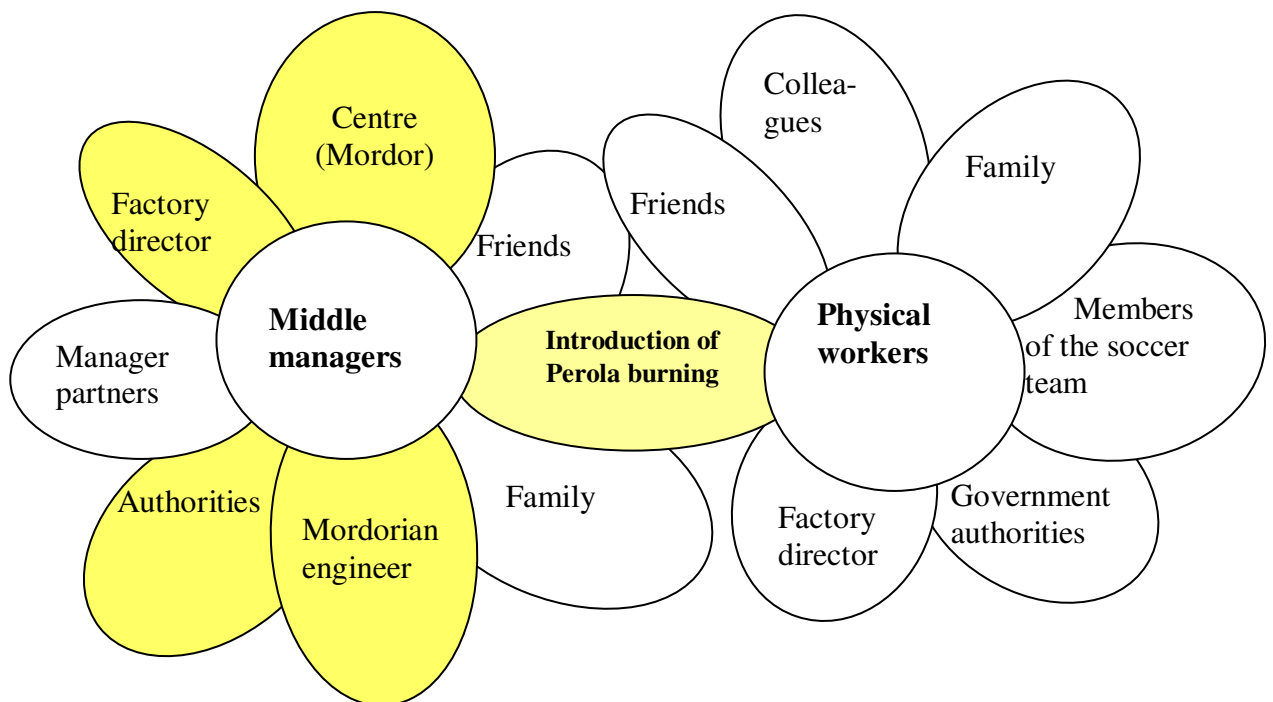 Centre
(Mordor)
Factory
director
Friends
Middle
managers
Manager
partners
Authorities
Mordorian
engineer
Family
Introduction of
Perola burning
Friends
Collea-
gues
Family
Physical
workers
Members
of the soccer
team
Government
authorities
Factory
director